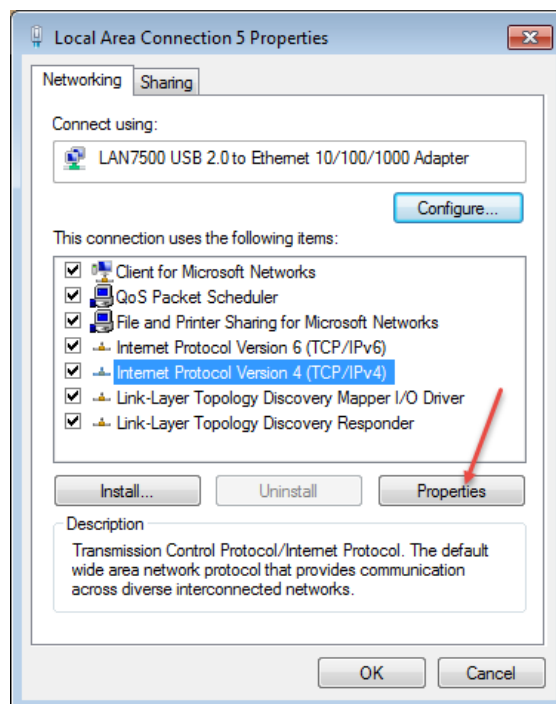 Local Area Connection 5 Properties
Networking Sharing
Connect using:
LAN7500 USB 2.0 to Ethernet 10/100/1000 Adapter
Configure...
This connection uses the following items:
Client for Microsoft Networks
QoS Packet Scheduler
File and Printer Sharing for Microsoft Networks
Internet Protocol Version 6 (TCP/IPv6)
Internet Protocol Version 4 (TCP/IPv4)
Link-Layer Topology Discovery Mapper I/O Driver
Link-Layer Topology Discovery Responder
Install... Uninstall Properties
Description
Transmission Control Protocol/Internet Protocol. The default
wide area network protocol that provides communication
across diverse interconnected networks.
OK Cancel